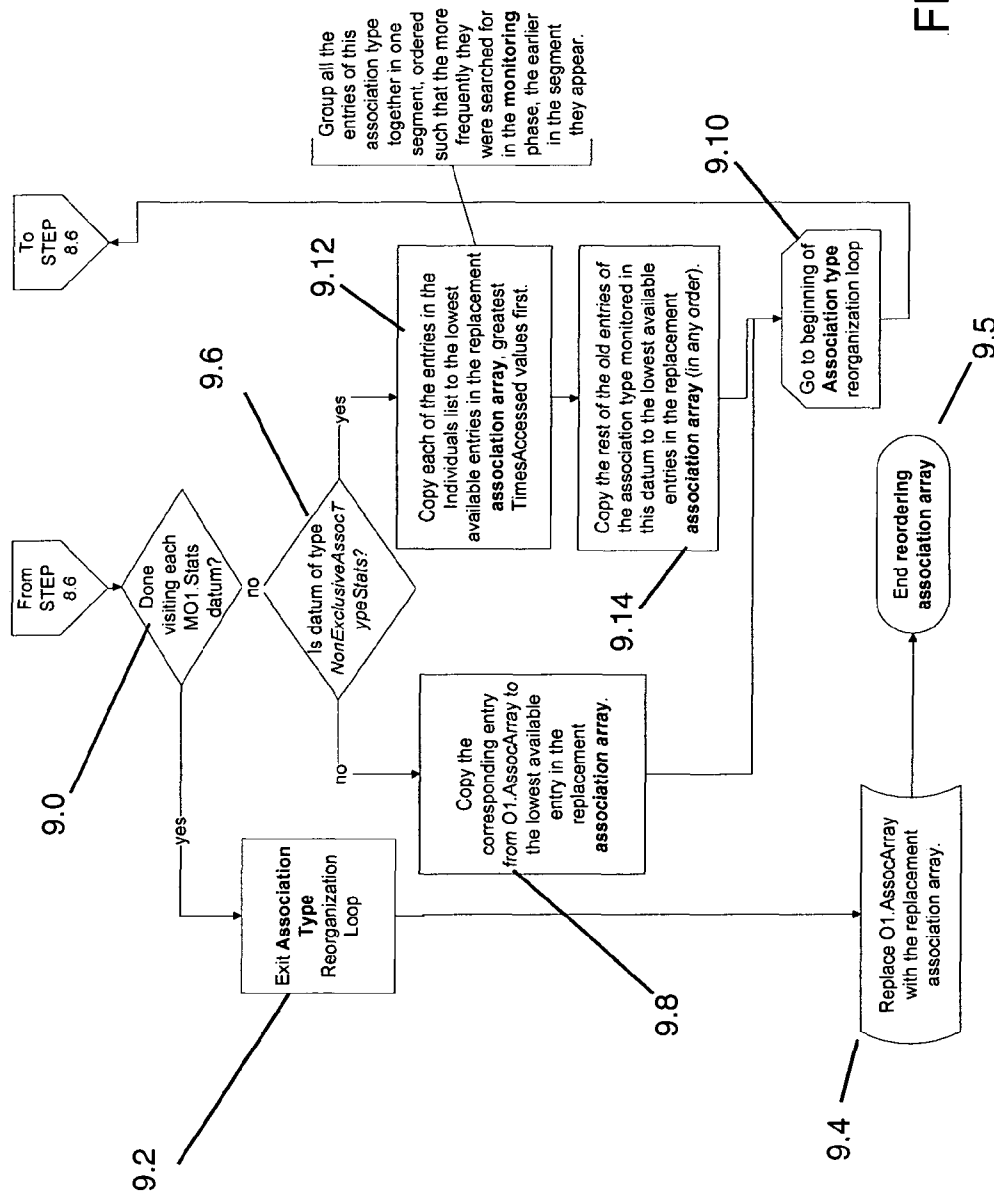 From
STEP
8.6
To
STEP
8.6
9.0
Done
visiting each
MO1.Stats
datum?
yes
no
9.2
Exit Association
Type
Reorganization
Loop
9.6
Is datum of type
NonExclusiveAssocT
ypeStats?
no
yes
9.8
Copy the
corresponding entry
from O1.AssocArray to
the lowest available
entry in the
replacement
association array.
9.12
Copy each of the entries in the
Individuals list to the lowest
available entries in the replacement
association array, greatest
TimesAccessed values first.
Group all the
entries of this
association type
together in one
segment, ordered
such that the more
frequently they
were searched for
in the monitoring
phase, the earlier
in the segment
they appear.
9.14
Copy the rest of the old entries of
the association type monitored in
this datum to the lowest available
entries in the replacement
association array (in any order).
9.10
Go to beginning of
Association type
reorganization loop
9.4
Replace O1.AssocArray
with the replacement
association array.
9.5
End reordering
association array